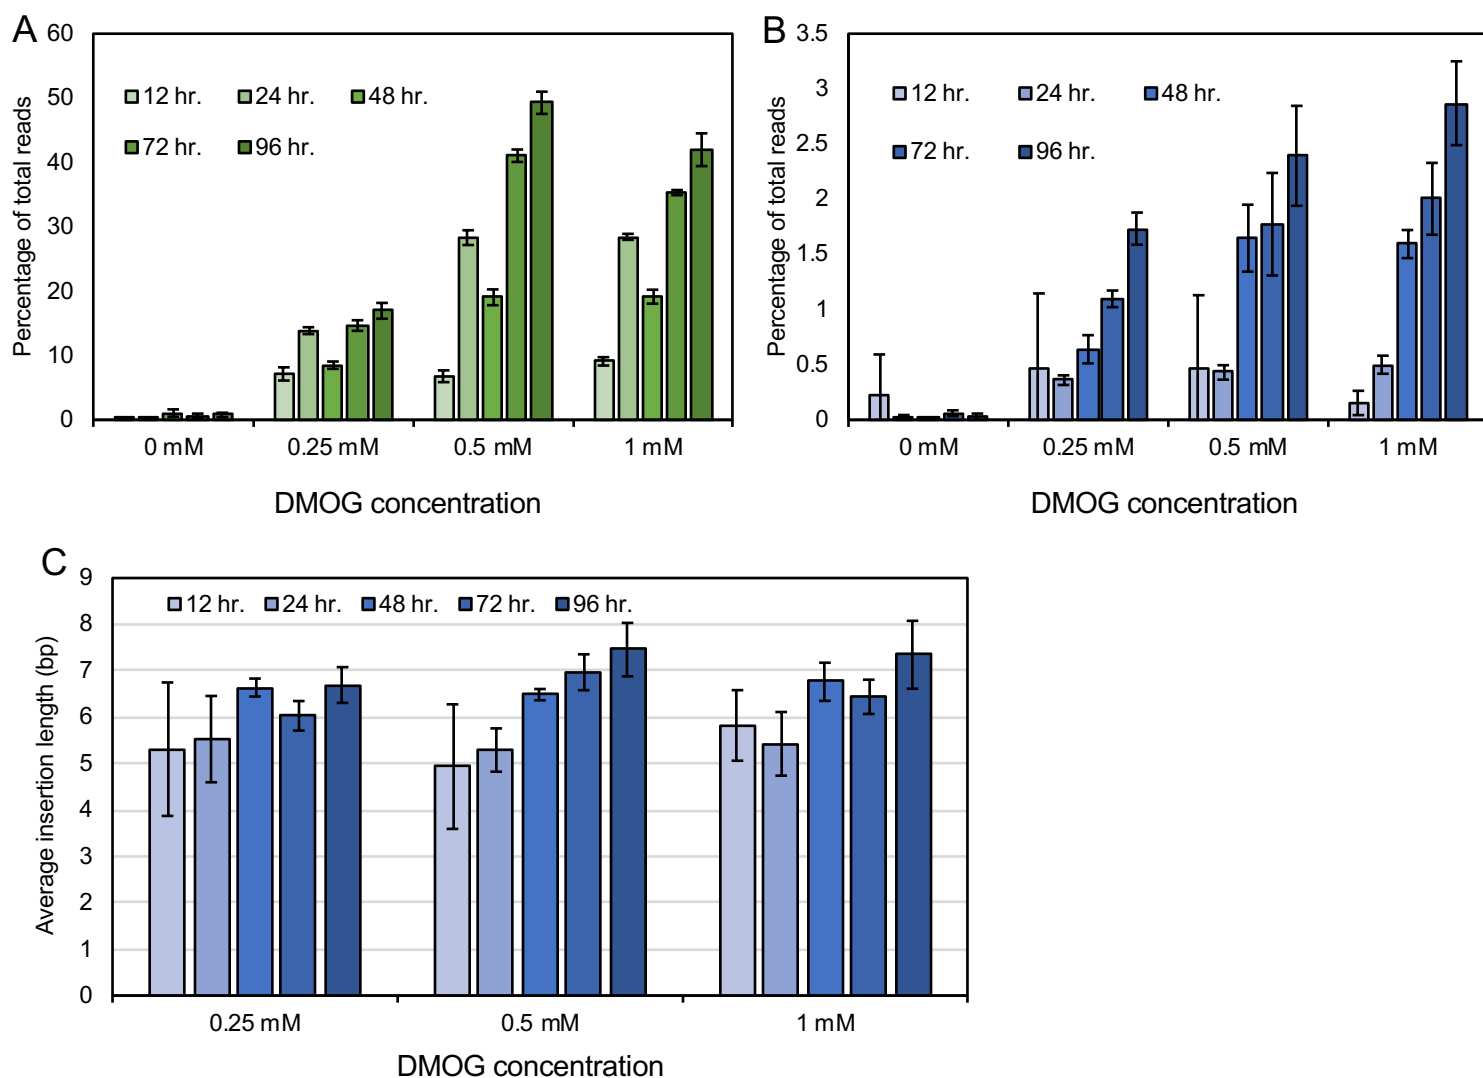 A
60
50
40
30
20
10
0
Percentage of total reads
12 hr.
24 hr.
48 hr.
72 hr.
96 hr.
0 mM
0.25 mM
0.5 mM
1 mM
DMOG concentration
B
3.5
3
2.5
2
1.5
1
0.5
0
Percentage of total reads
12 hr.
24 hr.
48 hr.
72 hr.
96 hr.
0 mM
0.25 mM
0.5 mM
1 mM
DMOG concentration
C
9
8
7
6
5
4
3
2
1
0
Average insertion length (bp)
12 hr.
24 hr.
48 hr.
72 hr.
96 hr.
0.25 mM
0.5 mM
1 mM
DMOG concentration